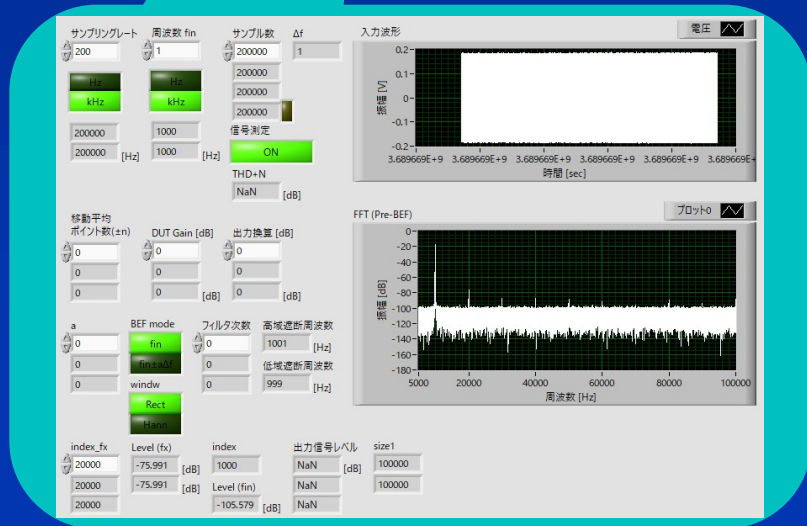 サンプリングレート 周波数 fin サンプル数 Δf
200 1 200000 1
200000
200000
200000
Hz Hz
kHz kHz
200000 1000 信号測定
200000 [Hz] 1000 [Hz] ON
THD+N
NaN [dB]
入力波形 電圧
振幅 [V]
0.2
0.1
0
-0.1
-0.2
3.689669E+9 3.689669E+9 3.689669E+9 3.689669E+9 3.689669E+9 3.689669E+
時間 [sec]
移動平均
ポイント数(±n) DUT Gain [dB] 出力換算 [dB]
0 0 0
0 0 0
0 0 [dB] 0 [dB]
FFT (Pre-BEF) プロット0
振幅 [dB]
0
-20
-40
-60
-80
-100
-120
-140
-160
-180
5000 20000 40000 60000 80000 100000
周波数 [Hz]
a BEF mode フィルタ次数 高域遮断周波数
0 fin 0 1001 [Hz]
0 fin±aΔf 0 低域遮断周波数
0 windw 0 999 [Hz]
Rect
Hann
index_fx Level (fx) index 出力信号レベル size1
20000 -75.991 [dB] 1000 NaN [dB] 100000
20000 -75.991 [dB] Level (fin) NaN 100000
20000 -105.579 [dB] NaN